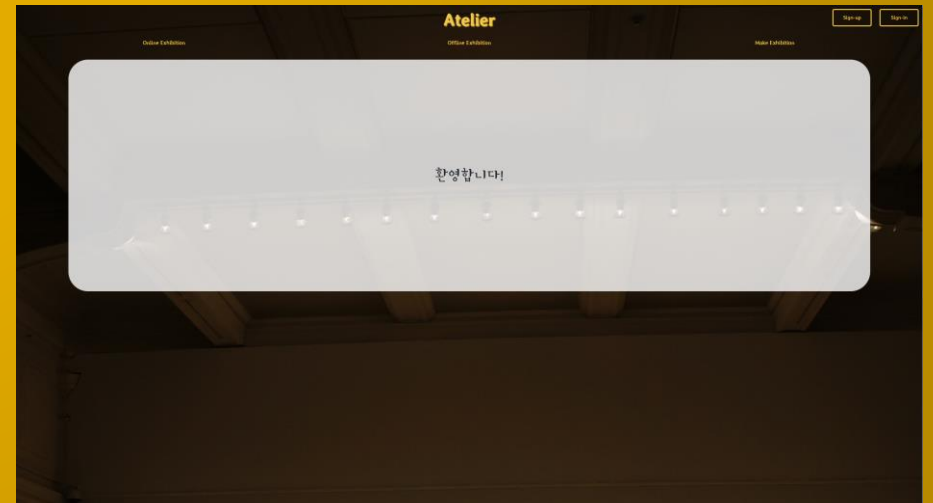 Atelier
Sign up
Sign in
Online Exhibition
Offline Exhibition
Make Exhibition
환영합니다!